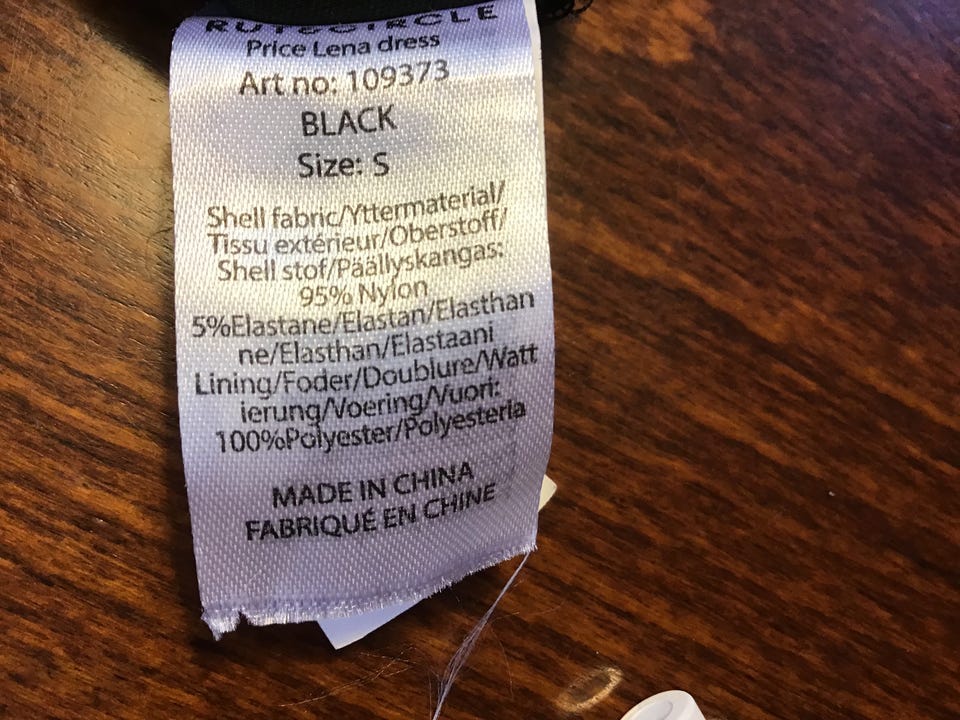 RUT&CIRCLE
Price Lena dress
Art no: 109373
BLACK
Size: S
Shell fabric/Yttermaterial/
Tissu extérieur/Oberstoff/
Shell stof/Päällyskangas:
95% Nylon
5%Elastane/Elastan/Elasthan
ne/Elasthan/Elastaani
Lining/Foder/Doublure/Watt
ierung/Voering/Vuori:
100%Polyester/Polyesteria
MADE IN CHINA
FABRIQUÉ EN CHINE